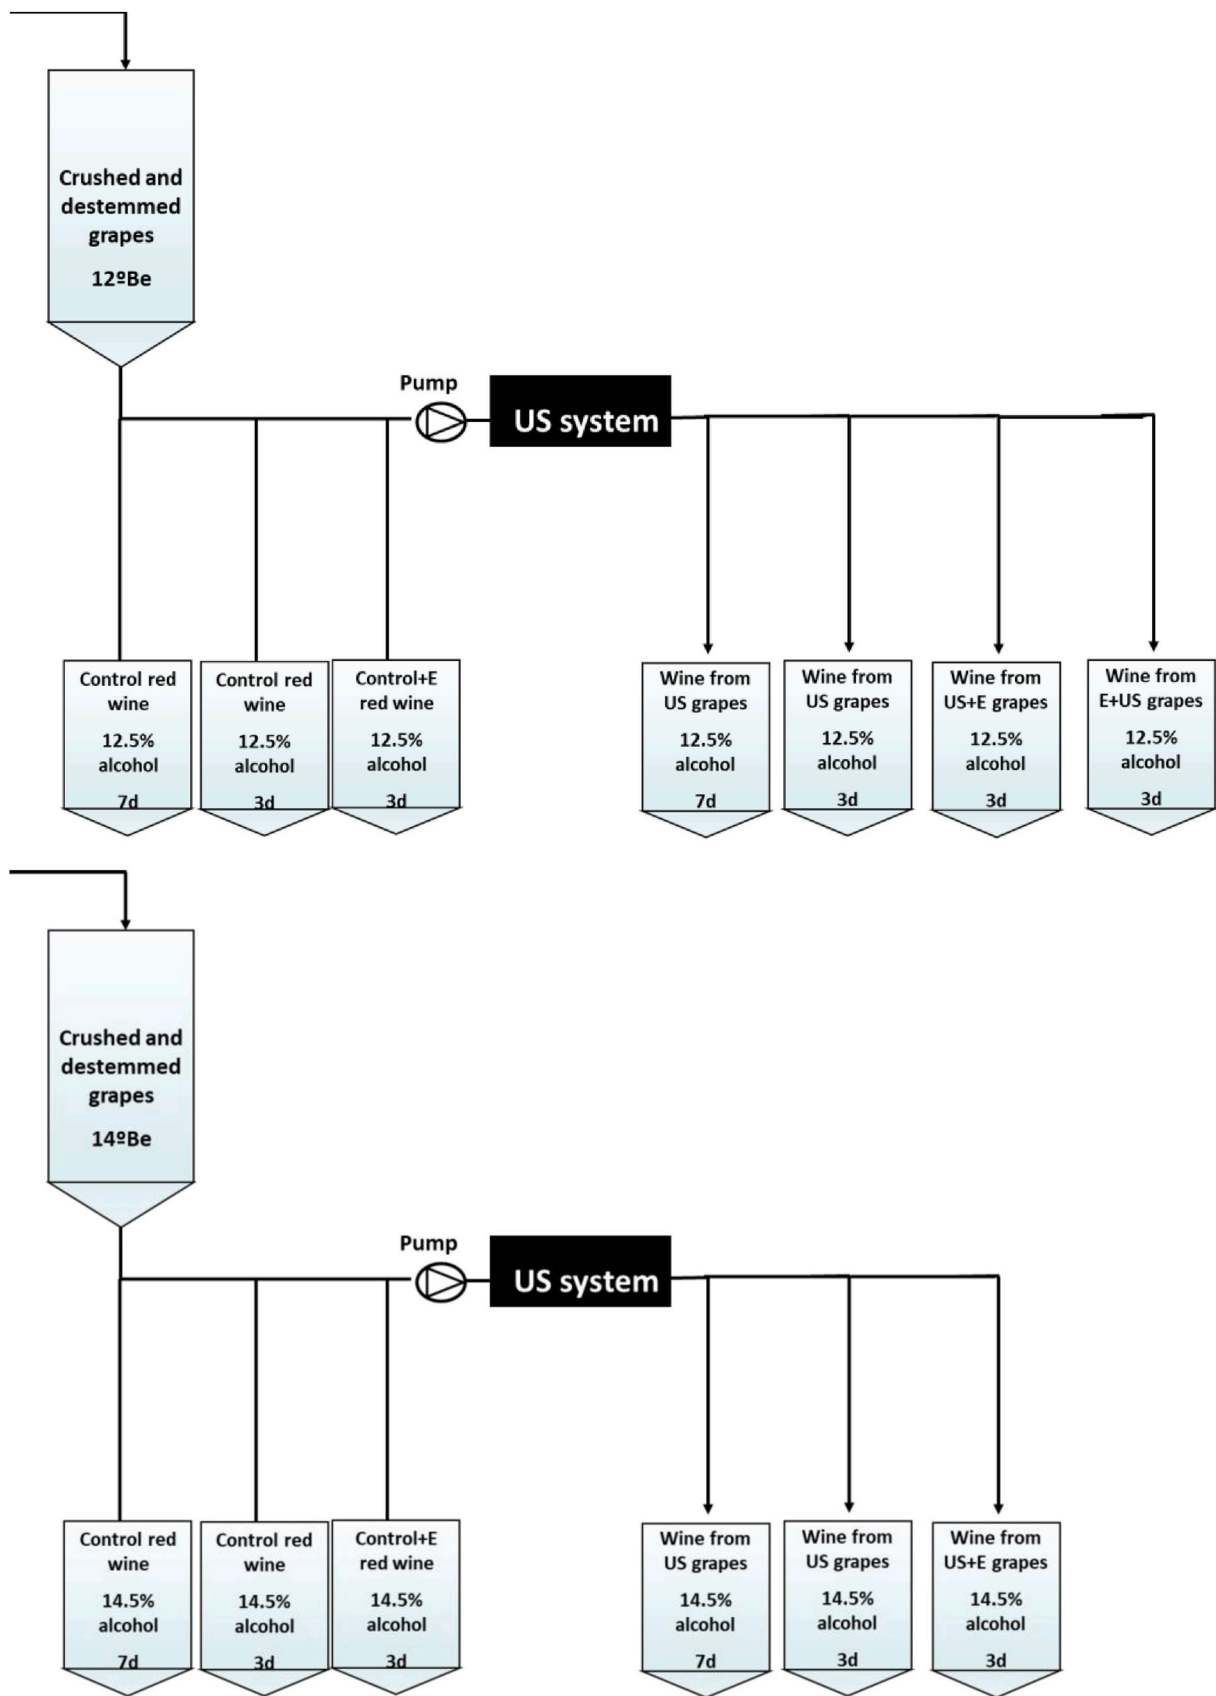 Crushed and
destemmed
grapes
12ºBe
Pump
US system
Control red
wine
12.5%
alcohol
7d
Control red
wine
12.5%
alcohol
3d
Control+E
red wine
12.5%
alcohol
3d
Wine from
US grapes
12.5%
alcohol
7d
Wine from
US grapes
12.5%
alcohol
3d
Wine from
US+E grapes
12.5%
alcohol
3d
Wine from
E+US grapes
12.5%
alcohol
3d
Crushed and
destemmed
grapes
14ºBe
Pump
US system
Control red
wine
14.5%
alcohol
7d
Control red
wine
14.5%
alcohol
3d
Control+E
red wine
14.5%
alcohol
3d
Wine from
US grapes
14.5%
alcohol
7d
Wine from
US grapes
14.5%
alcohol
3d
Wine from
US+E grapes
14.5%
alcohol
3d